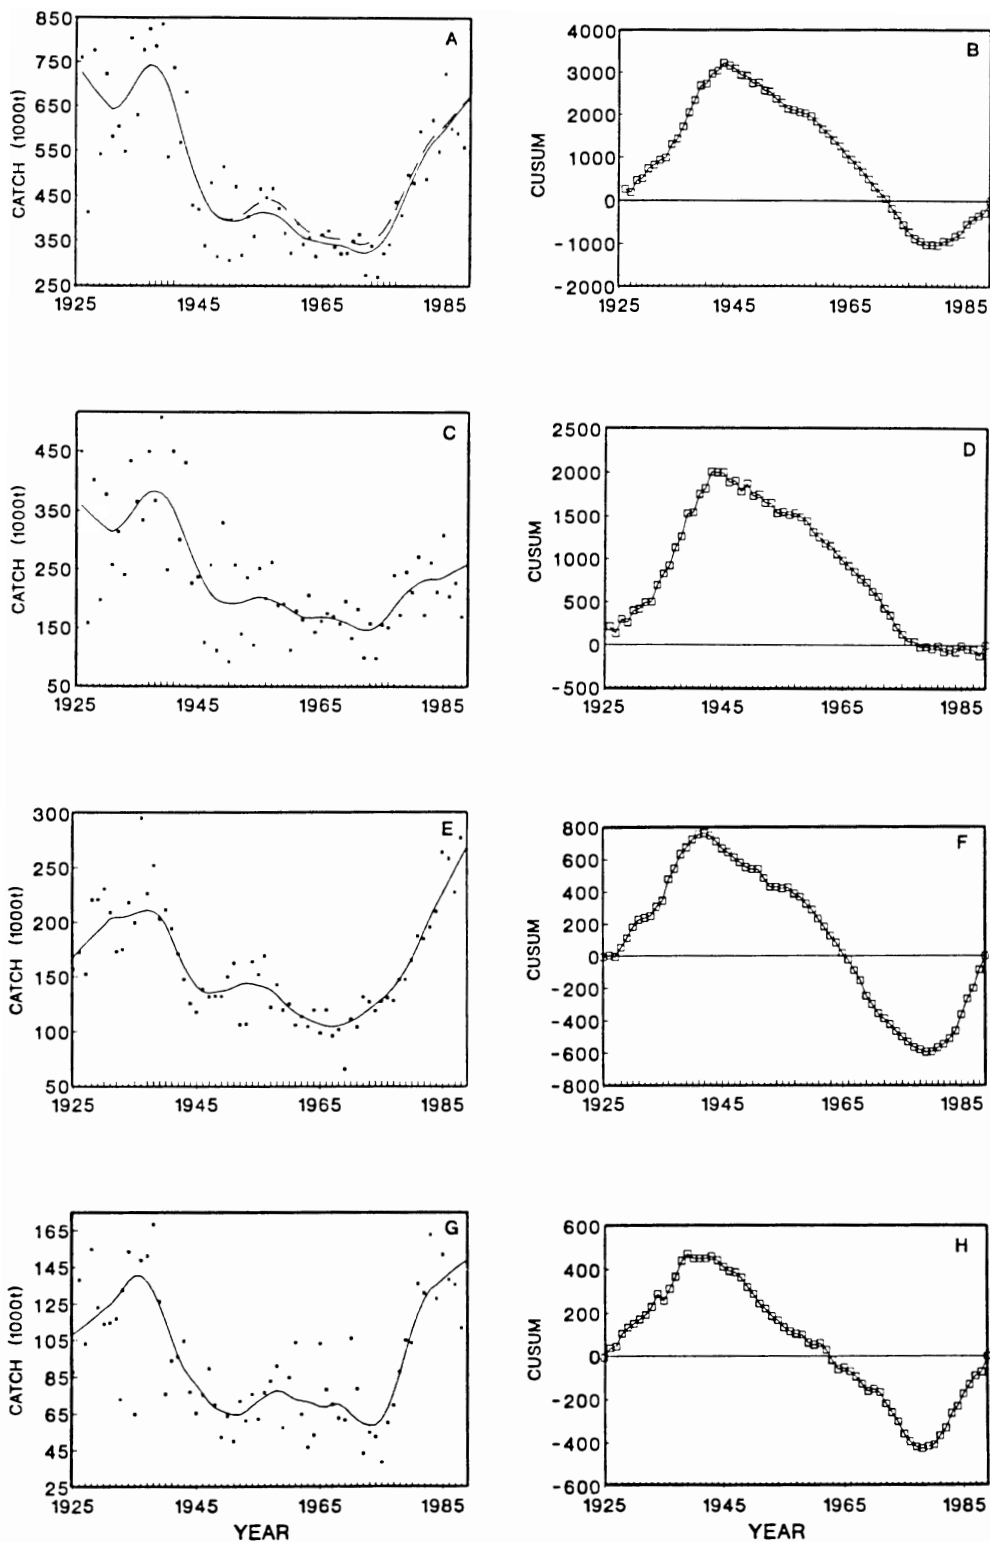 850
750
650
550
450
350
250
CATCH (1000t)
A
1925 1945 1965 1985
4000
3000
2000
1000
0
-1000
-2000
CUSUM
B
1925 1945 1965 1985
450
350
250
150
50
CATCH (1000t)
C
1925 1945 1965 1985
2500
2000
1500
1000
500
0
-500
CUSUM
D
1925 1945 1965 1985
300
250
200
150
100
50
CATCH (1000t)
E
1925 1945 1965 1985
800
600
400
200
0
-200
-400
-600
-800
CUSUM
F
1925 1945 1965 1985
165
145
125
105
85
65
45
25
CATCH (1000t)
G
1925 1945 1965 1985
YEAR
600
400
200
0
-200
-400
-600
CUSUM
H
1925 1945 1965 1985
YEAR